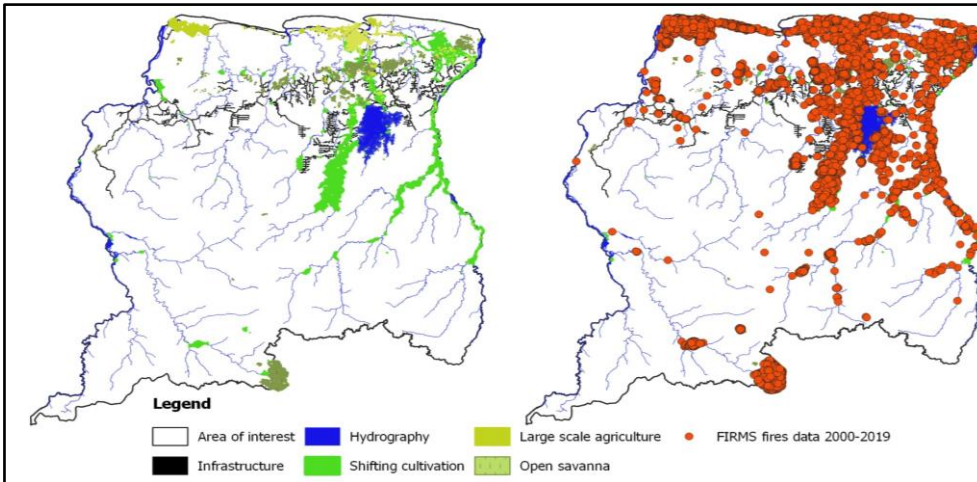 Legend
Area of interest Hydrography Large scale agriculture FIRMS fires data 2000-2019
Infrastructure Shifting cultivation Open savanna